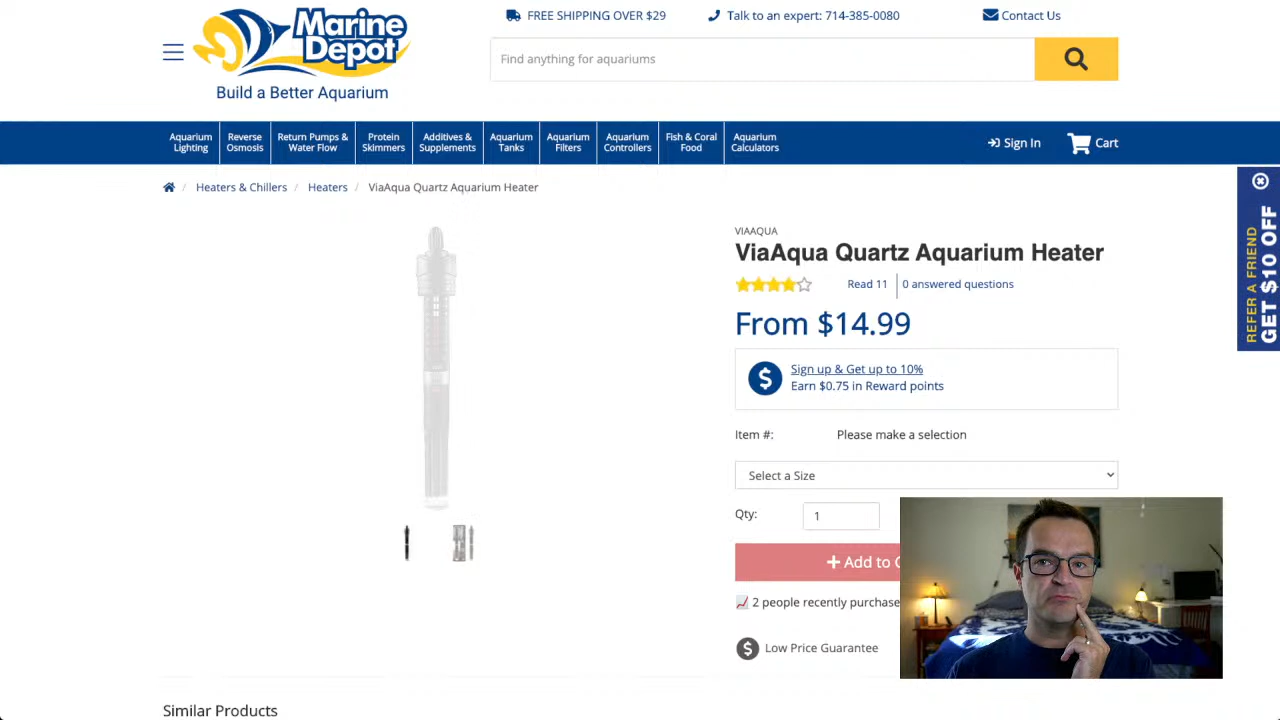 Marine
Depot
Build a Better Aquarium
FREE SHIPPING OVER $29
Talk to an expert: 714-385-0080
Contact Us
Find anything for aquariums
Aquarium
Lighting
Reverse
Osmosis
Return Pumps &
Water Flow
Protein
Skimmers
Additives &
Supplements
Aquarium
Tanks
Aquarium
Filters
Aquarium
Controllers
Fish & Coral
Food
Aquarium
Calculators
Sign In
Cart
/ Heaters & Chillers / Heaters / ViaAqua Quartz Aquarium Heater
REFER A FRIEND
GET $10 OFF
VIAAQUA
ViaAqua Quartz Aquarium Heater
Read 11
0 answered questions
From $14.99
Sign up & Get up to 10%
Earn $0.75 in Reward points
Item #: Please make a selection
Select a Size
Qty: 1
+ Add to C
2 people recently purchase
Low Price Guarantee
Similar Products